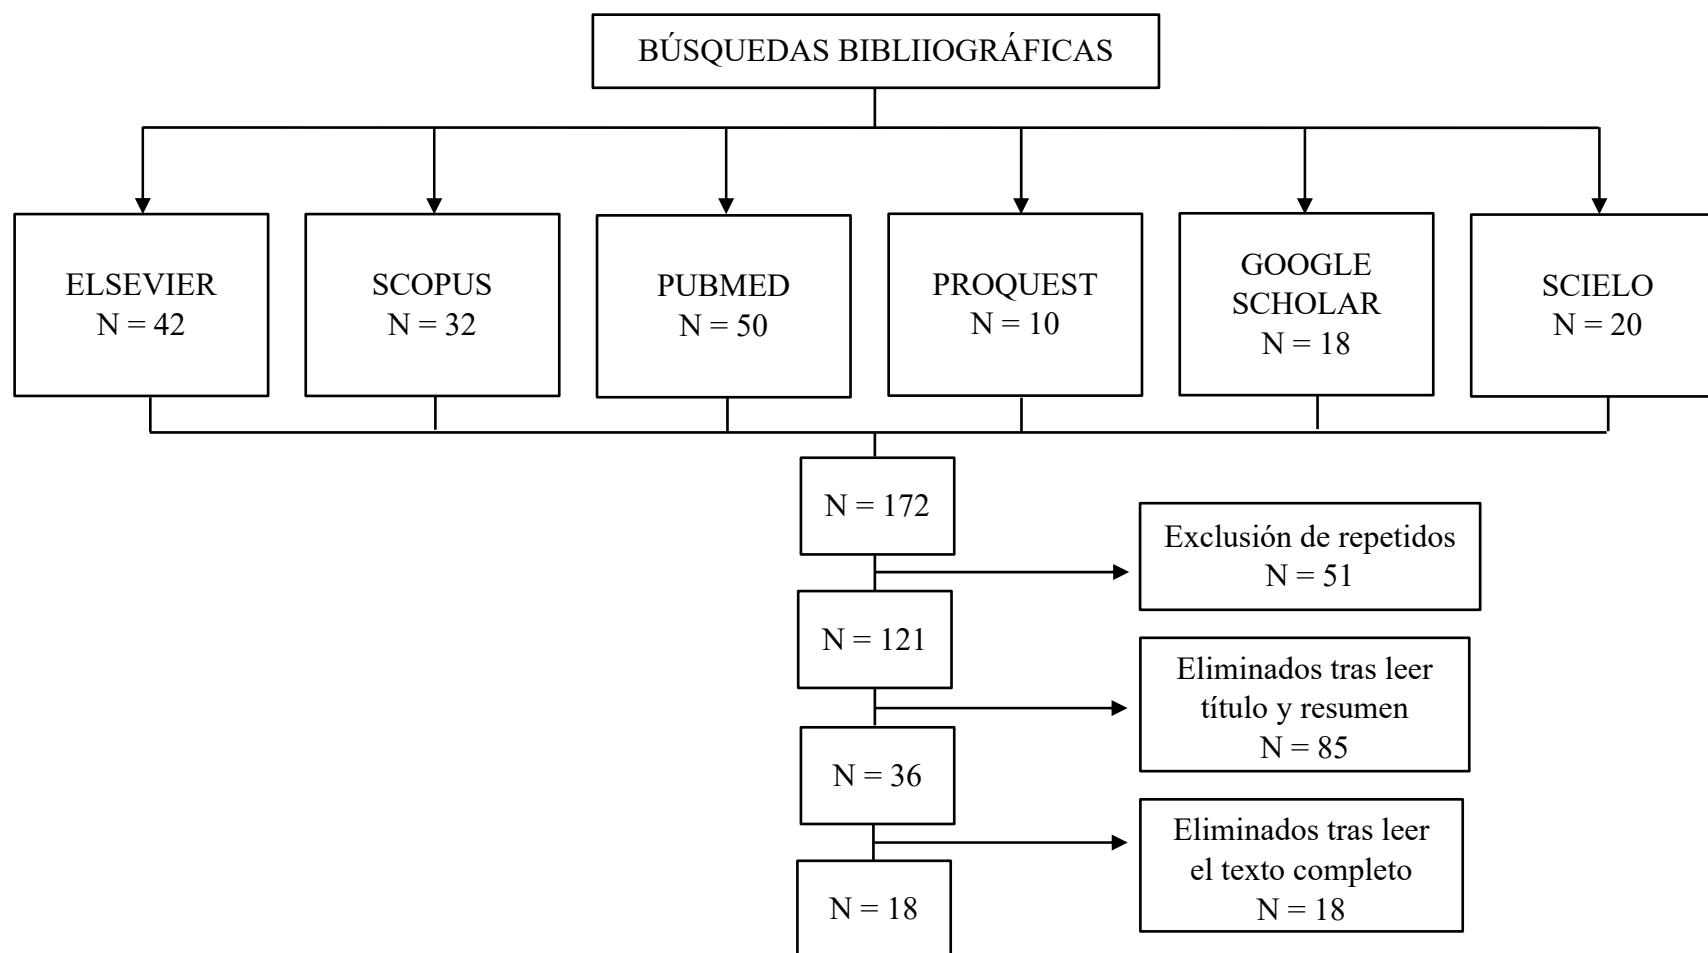 BÚSQUEDAS BIBLIIOGRÁFICAS
ELSEVIER
N = 42
SCOPUS
N = 32
PUBMED
N = 50
PROQUEST
N = 10
GOOGLE
SCHOLAR
N = 18
SCIELO
N = 20
N = 172
Exclusión de repetidos
N = 51
N = 121
Eliminados tras leer
título y resumen
N = 85
N = 36
Eliminados tras leer
el texto completo
N = 18
N = 18